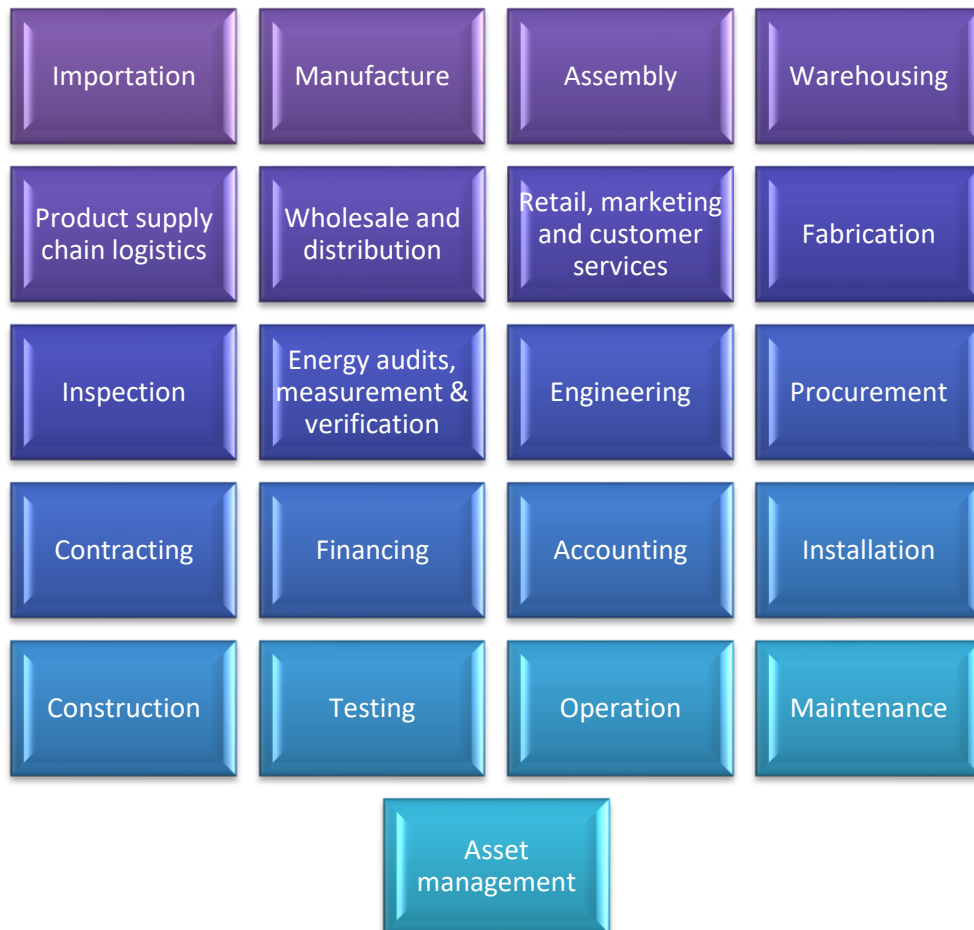 Importation
Manufacture
Assembly
Warehousing
Product supply
chain logistics
Wholesale and
distribution
Retail, marketing
and customer
services
Fabrication
Inspection
Energy audits,
measurement &
verification
Engineering
Procurement
Contracting
Financing
Accounting
Installation
Construction
Testing
Operation
Maintenance
Asset
management